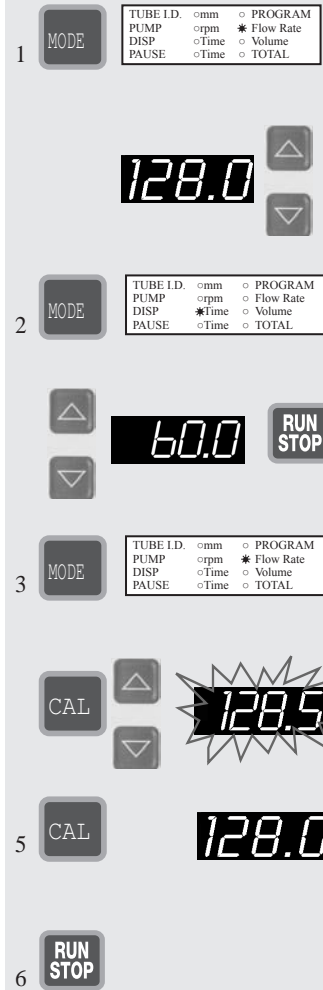 1 MODE
TUBE I.D. ○mm ○ PROGRAM
PUMP ○rpm ✷ Flow Rate
DISP ○Time ○ Volume
PAUSE ○Time ○ TOTAL
128.0
2 MODE
TUBE I.D. ○mm ○ PROGRAM
PUMP ○rpm ○ Flow Rate
DISP ✷Time ○ Volume
PAUSE ○Time ○ TOTAL
60.0 RUN
STOP
3 MODE
TUBE I.D. ○mm ○ PROGRAM
PUMP ○rpm ✷ Flow Rate
DISP ○Time ○ Volume
PAUSE ○Time ○ TOTAL
CAL 128.5
5 CAL 128.0
6 RUN
STOP